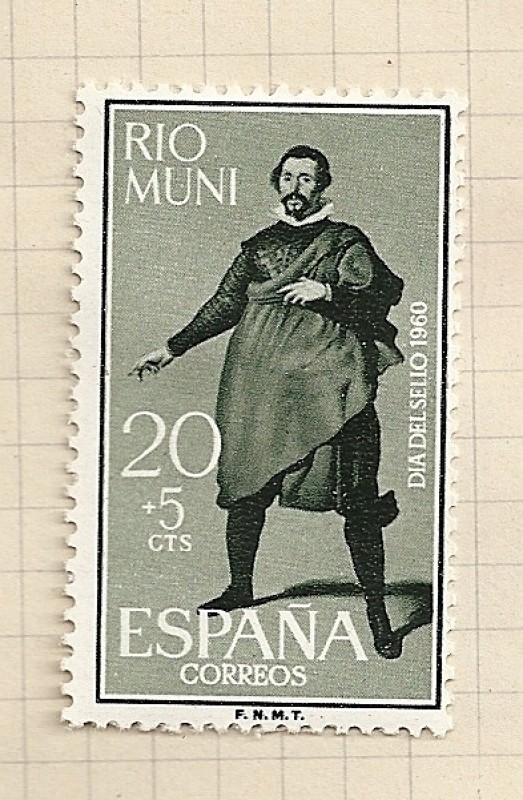 RIO
MUNI
DIA DEL SELLO 1960
20
+5
CTS
ESPAÑA
CORREOS
F. N. M. T.